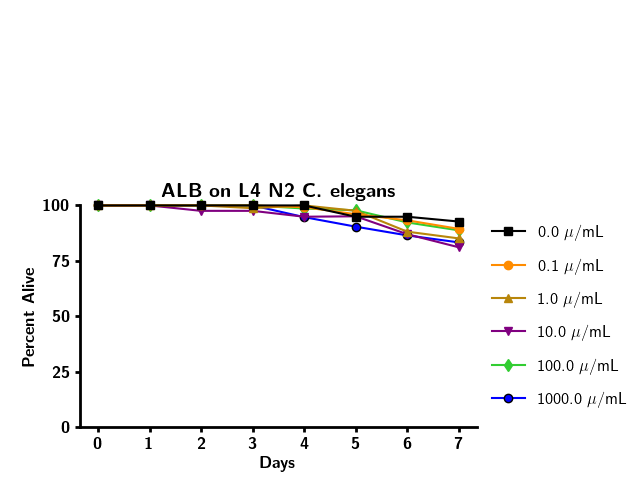 ALB on L4 N2 C. elegans
100
75
50
25
0
Percent Alive
0 1 2 3 4 5 6 7
Days
0.0 μ/mL
0.1 μ/mL
1.0 μ/mL
10.0 μ/mL
100.0 μ/mL
1000.0 μ/mL